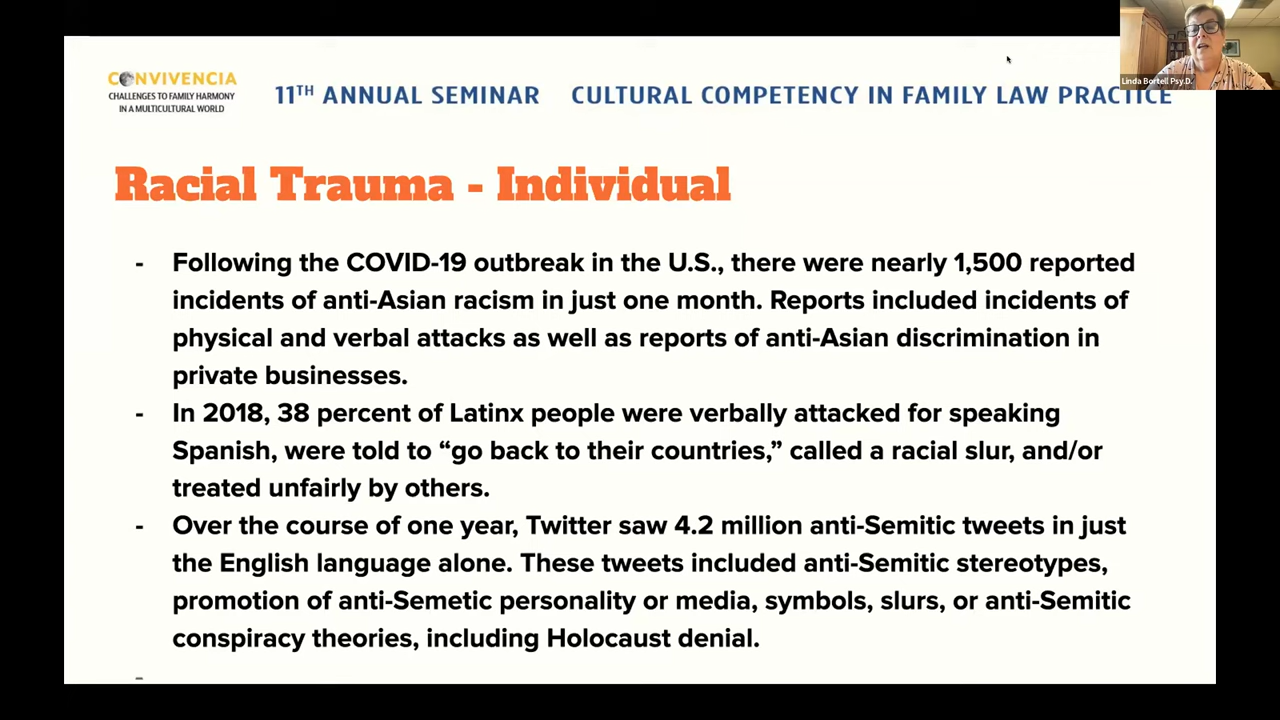 CONVIVENCIA
CHALLENGES TO FAMILY HARMONY
IN A MULTICULTURAL WORLD
11TH ANNUAL SEMINAR CULTURAL COMPETENCY IN FAMILY LAW PRACTICE
Linda Bortell Psy.D.
Racial Trauma - Individual
- Following the COVID-19 outbreak in the U.S., there were nearly 1,500 reported
incidents of anti-Asian racism in just one month. Reports included incidents of
physical and verbal attacks as well as reports of anti-Asian discrimination in
private businesses.
- In 2018, 38 percent of Latinx people were verbally attacked for speaking
Spanish, were told to “go back to their countries,” called a racial slur, and/or
treated unfairly by others.
- Over the course of one year, Twitter saw 4.2 million anti-Semitic tweets in just
the English language alone. These tweets included anti-Semitic stereotypes,
promotion of anti-Semetic personality or media, symbols, slurs, or anti-Semitic
conspiracy theories, including Holocaust denial.
-